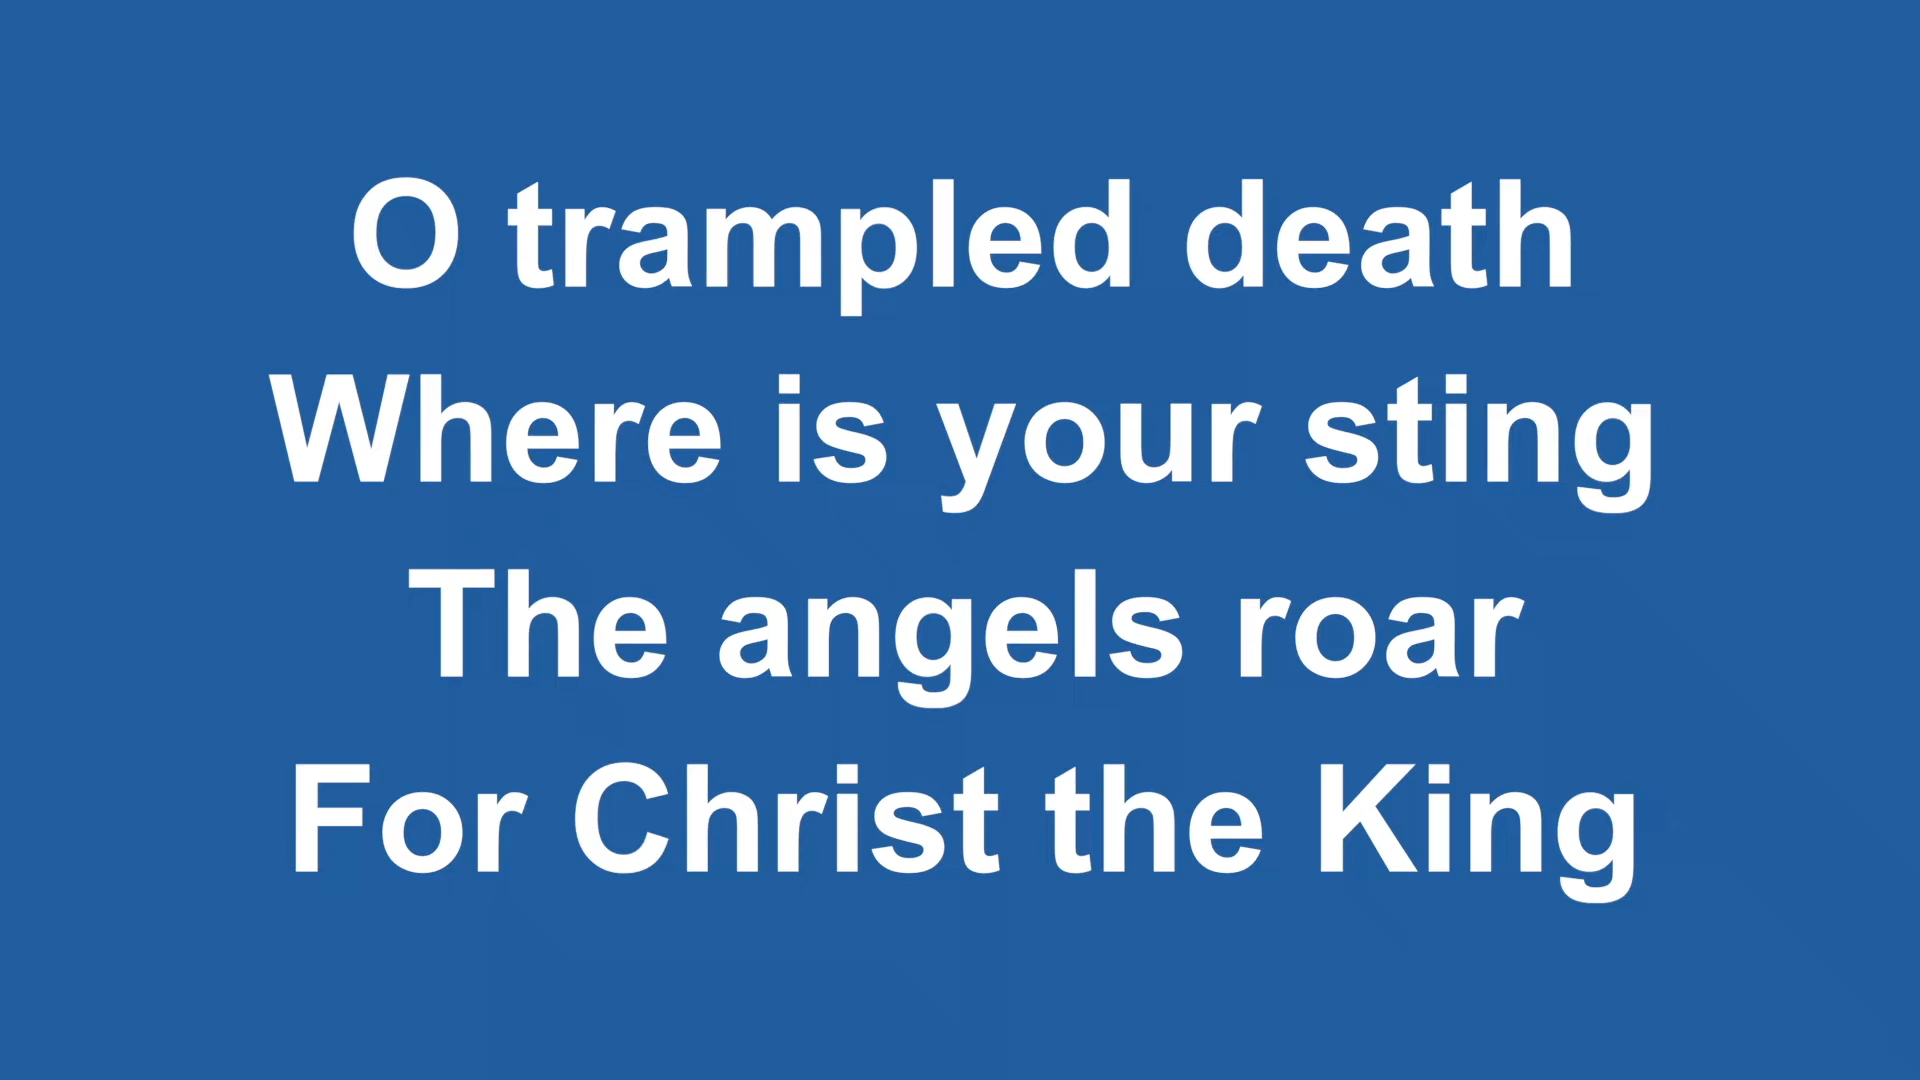 O trampled death
Where is your sting
The angels roar
For Christ the King